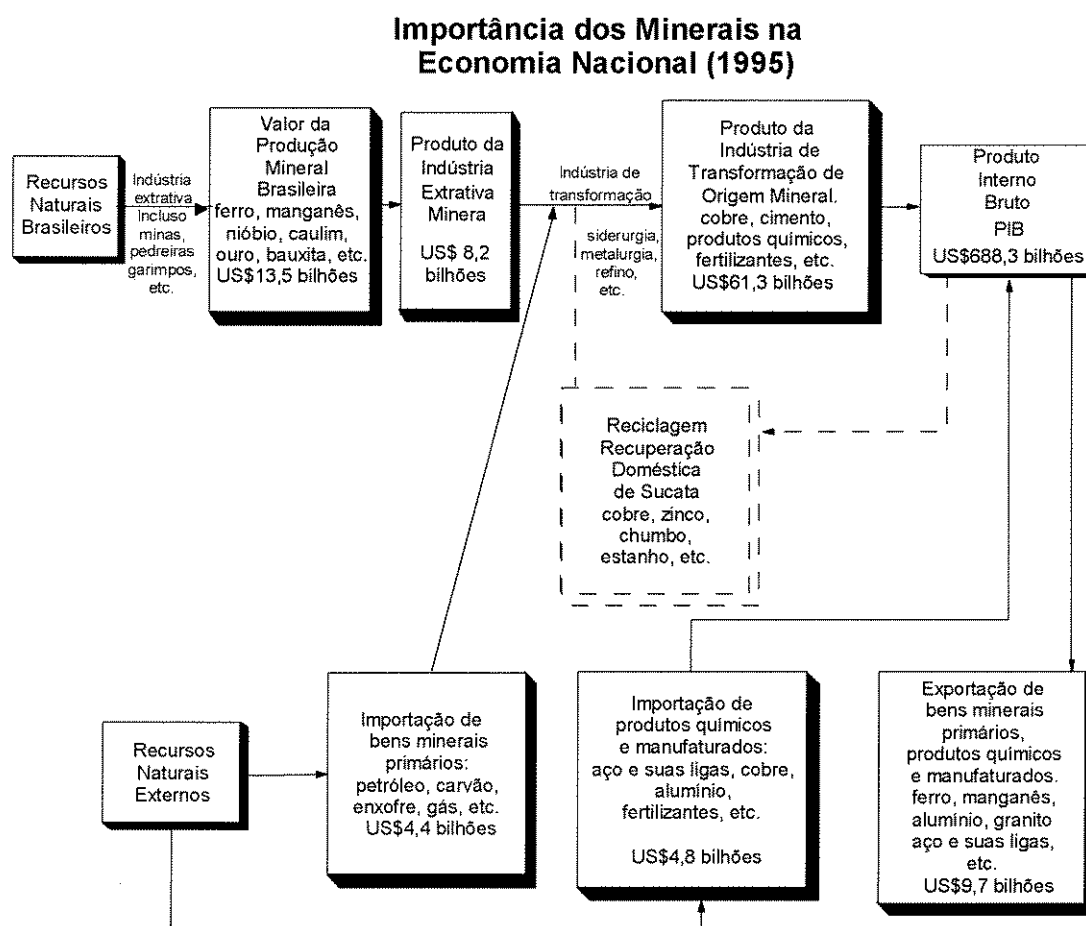 Importância dos Minerais na
Economia Nacional (1995)
Recursos
Naturais
Brasileiros
Indústria
extrativa
Incluso
minas,
pedreiras
garimpos,
etc.
Valor da
Produção
Mineral
Brasileira
ferro, manganês,
nióbio, caulim,
ouro, bauxita, etc.
US$13,5 bilhões
Produto da
Indústria
Extrativa
Minera
US$ 8,2
bilhões
Indústria de
transformação
siderurgia,
metalurgia,
refino,
etc.
Produto da
Indústria de
Transformação de
Origem Mineral.
cobre, cimento,
produtos químicos,
fertilizantes, etc.
US$61,3 bilhões
Produto
Interno
Bruto
PIB
US$688,3 bilhões
Reciclagem
Recuperação
Doméstica
de Sucata
cobre, zinco,
chumbo,
estanho, etc.
Recursos
Naturais
Externos
Importação de
bens minerais
primários:
petróleo, carvão,
enxofre, gás, etc.
US$4,4 bilhões
Importação de
produtos químicos
e manufaturados:
aço e suas ligas, cobre,
alumínio,
fertilizantes, etc.
US$4,8 bilhões
Exportação de
bens minerais
primários,
produtos químicos
e manufaturados.
ferro, manganês,
alumínio, granito
aço e suas ligas,
etc.
US$9,7 bilhões